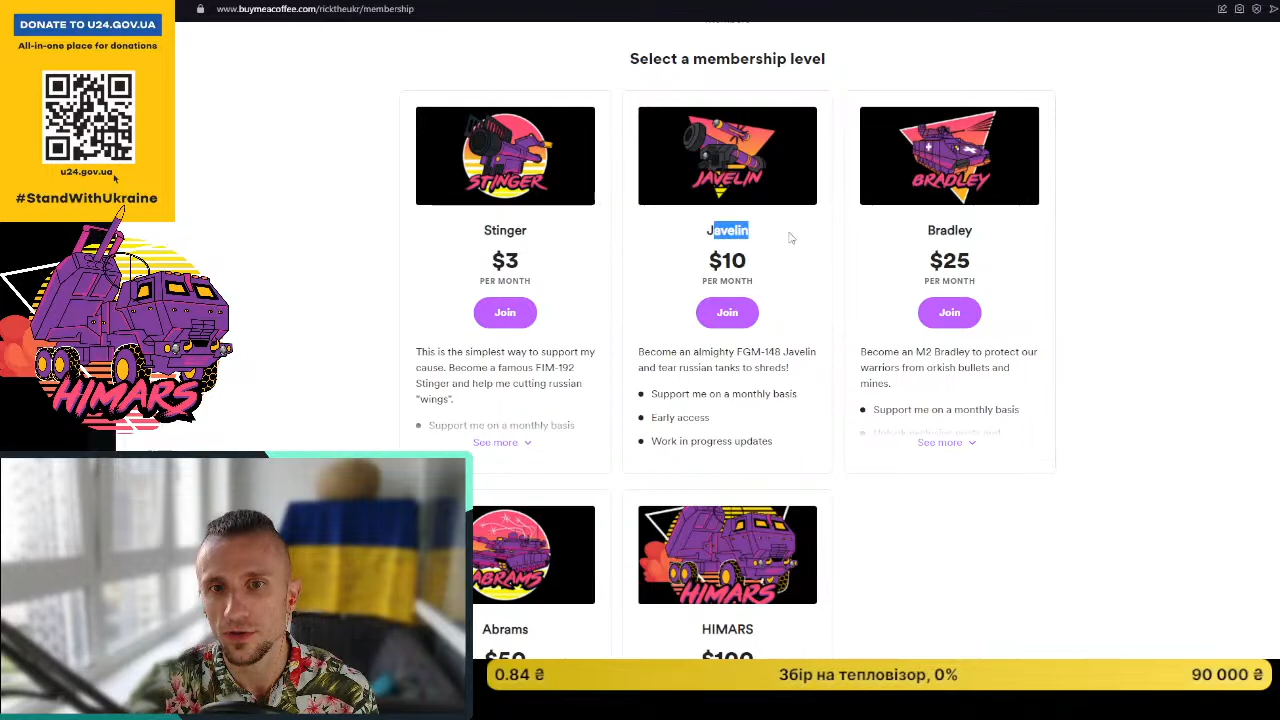 www.buymeacoffee.com/ricktheukr/membership
DONATE TO U24.GOV.UA
All-in-one place for donations
u24.gov.ua
#StandWithUkraine
HIMARS
Select a membership level
STINGER
Stinger
$3
PER MONTH
Join
This is the simplest way to support my
cause. Become a famous FIM-192
Stinger and help me cutting russian
"wings".
Support me on a monthly basis
See more
JAVELIN
Javelin
$10
PER MONTH
Join
Become an almighty FGM-148 Javelin
and tear russian tanks to shreds!
Support me on a monthly basis
Early access
Work in progress updates
BRADLEY
Bradley
$25
PER MONTH
Join
Become an M2 Bradley to protect our
warriors from orkish bullets and
mines.
Support me on a monthly basis
See more
ABRAMS
Abrams
$50
HIMARS
HIMARS
$100
0.84 ₴
Збір на тепловізор, 0%
90 000 ₴